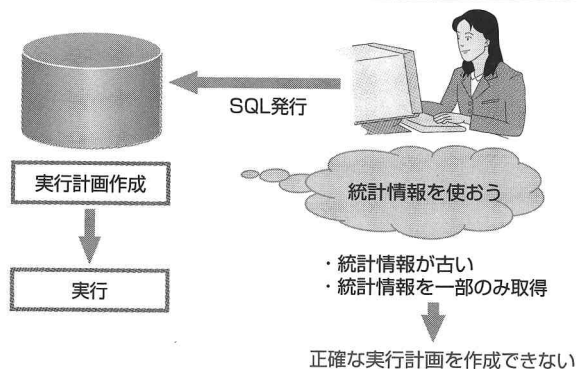 SQL発行
実行計画作成
実行
統計情報を使おう
・統計情報が古い
・統計情報を一部のみ取得
正確な実行計画を作成できない